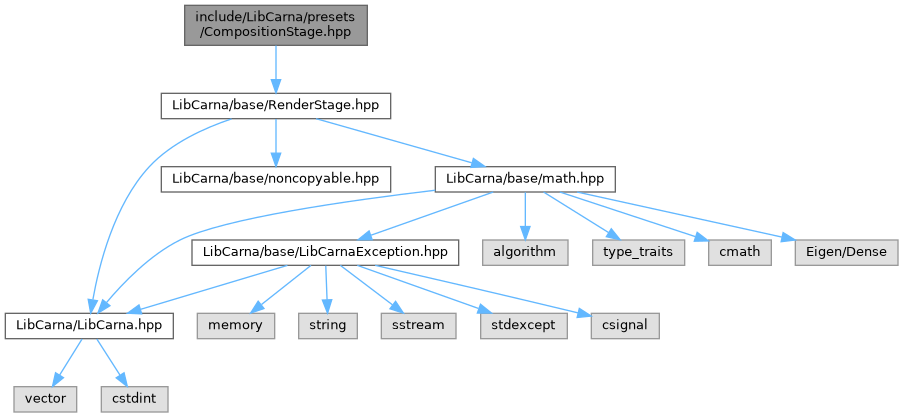 include/LibCarna/presets
/CompositionStage.hpp
LibCarna/base/RenderStage.hpp
LibCarna/base/noncopyable.hpp
LibCarna/base/math.hpp
LibCarna/base/LibCarnaException.hpp
algorithm
type_traits
cmath
Eigen/Dense
LibCarna/LibCarna.hpp
memory
string
sstream
stdexcept
csignal
vector
cstdint